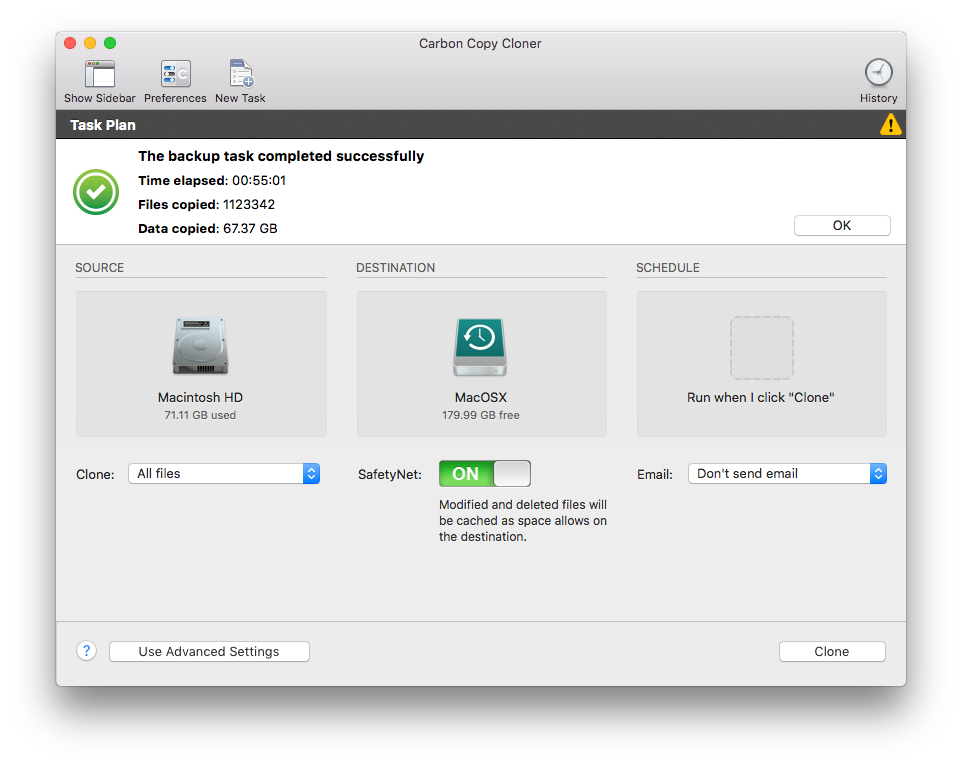 Carbon Copy Cloner
Show Sidebar
Preferences
New Task
History
Task Plan
The backup task completed successfully
Time elapsed: 00:55:01
Files copied: 1123342
Data copied: 67.37 GB
OK
SOURCE
DESTINATION
SCHEDULE
Macintosh HD
71.11 GB used
MacOSX
179.99 GB free
Run when I click "Clone"
Clone:
All files
SafetyNet:
ON
Modified and deleted files will
be cached as space allows on
the destination.
Email:
Don't send email
?
Use Advanced Settings
Clone